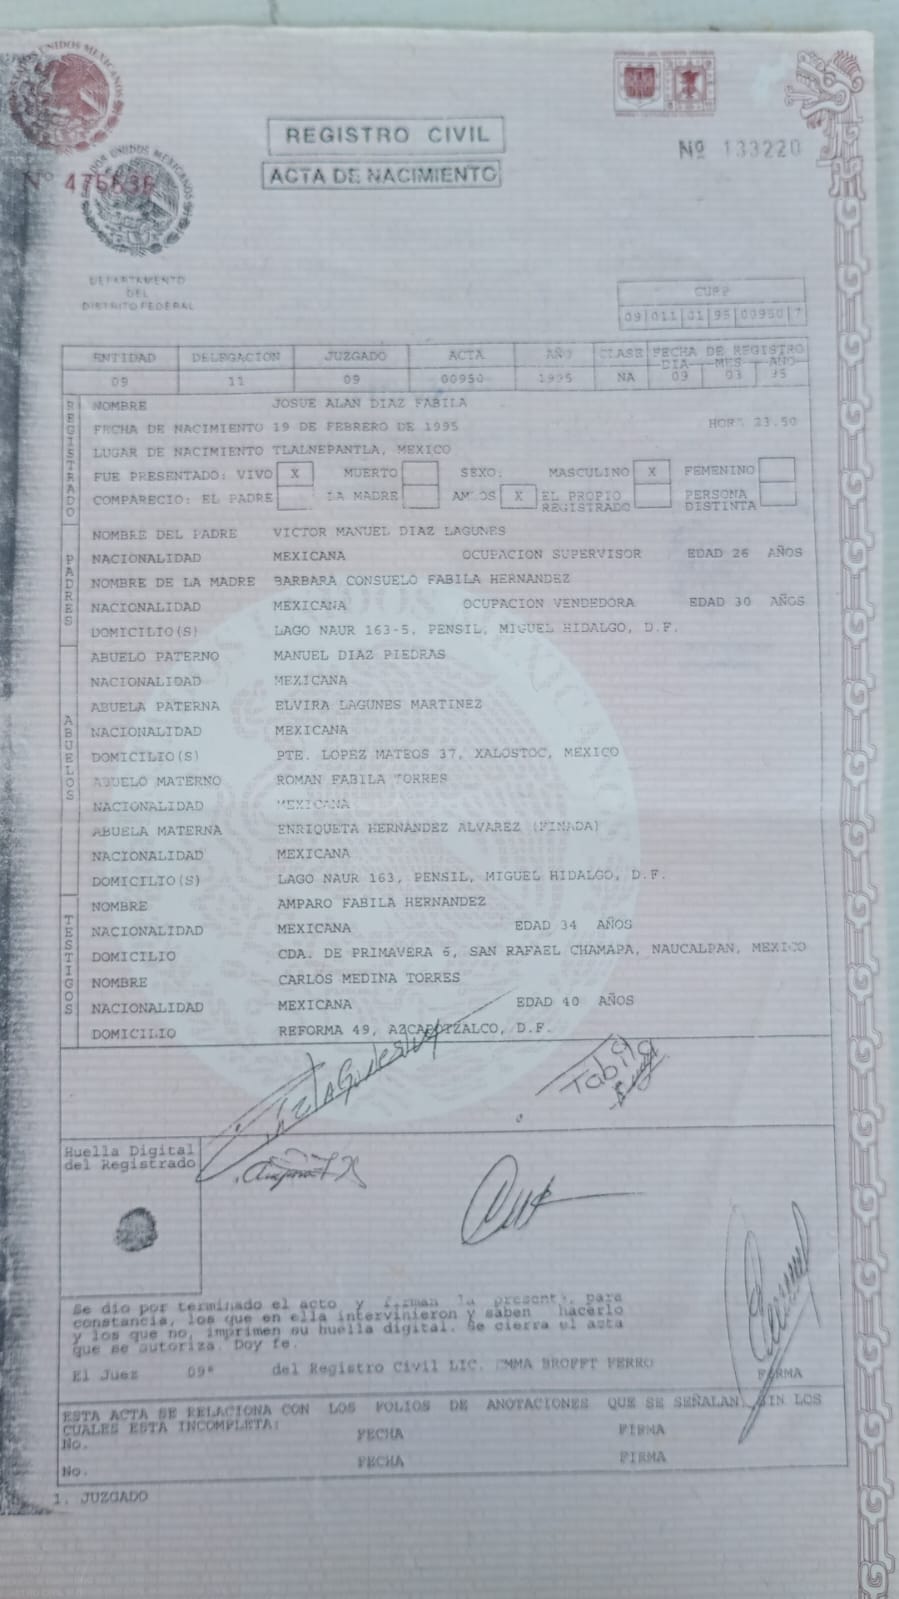 ESTADOS UNIDOS MEXICANOS
REGISTRO CIVIL
ACTA DE NACIMIENTO
Nº 133220
UNIDOS MEXICANOS
Nº
DEPARTAMENTO
DEL
DISTRITO FEDERAL
CURP
09 011 01 95 00950 7
ENTIDAD DELEGACION JUZGADO ACTA AÑO CLASE FECHA DE REGISTRO
DIA MES AÑO
09 11 09 00950 1995 NA 09 03 95
REGISTRADO
NOMBRE JOSUE ALAN DIAZ FABILA
FECHA DE NACIMIENTO 19 DE FEBRERO DE 1995 HORA 23.50
LUGAR DE NACIMIENTO TLALNEPANTLA, MEXICO
FUE PRESENTADO: VIVO X MUERTO SEXO: MASCULINO X FEMENINO
COMPARECIO: EL PADRE LA MADRE AMBOS X EL PROPIO REGISTRADO PERSONA DISTINTA
PADRES
NOMBRE DEL PADRE VICTOR MANUEL DIAZ LAGUNES
NACIONALIDAD MEXICANA OCUPACION SUPERVISOR EDAD 26 AÑOS
NOMBRE DE LA MADRE BARBARA CONSUELO FABILA HERNANDEZ
NACIONALIDAD MEXICANA OCUPACION VENDEDORA EDAD 30 AÑOS
DOMICILIO(S) LAGO NAUR 163-5, PENSIL, MIGUEL HIDALGO, D.F.
ABUELOS
ABUELO PATERNO MANUEL DIAZ PIEDRAS
NACIONALIDAD MEXICANA
ABUELA PATERNA ELVIRA LAGUNES MARTINEZ
NACIONALIDAD MEXICANA
DOMICILIO(S) PTE. LOPEZ MATEOS 37, XALOSTOC, MEXICO
ABUELO MATERNO ROMAN FABILA TORRES
NACIONALIDAD MEXICANA
ABUELA MATERNA ENRIQUETA HERNANDEZ ALVAREZ (FINADA)
NACIONALIDAD MEXICANA
DOMICILIO(S) LAGO NAUR 163, PENSIL, MIGUEL HIDALGO, D.F.
TESTIGOS
NOMBRE AMPARO FABILA HERNANDEZ
NACIONALIDAD MEXICANA EDAD 34 AÑOS
DOMICILIO CDA. DE PRIMAVERA 6, SAN RAFAEL CHAMAPA, NAUCALPAN, MEXICO
NOMBRE CARLOS MEDINA TORRES
NACIONALIDAD MEXICANA EDAD 40 AÑOS
DOMICILIO REFORMA 49, AZCAPOTZALCO, D.F.
Huella Digital
del Registrado
Se dio por terminado el acto y firman la presente, para
constancia, los que en ella intervinieron y saben hacerlo
y los que no, imprimen su huella digital. Se cierra el acta
que se autoriza. Doy fe.
El Juez 09º del Registro Civil LIC. EMMA BROFFT FERRO
FIRMA
ESTA ACTA SE RELACIONA CON LOS FOLIOS DE ANOTACIONES QUE SE SEÑALAN, SIN LOS
CUALES ESTA INCOMPLETA:
No. FECHA FIRMA
No. FECHA FIRMA
1. JUZGADO